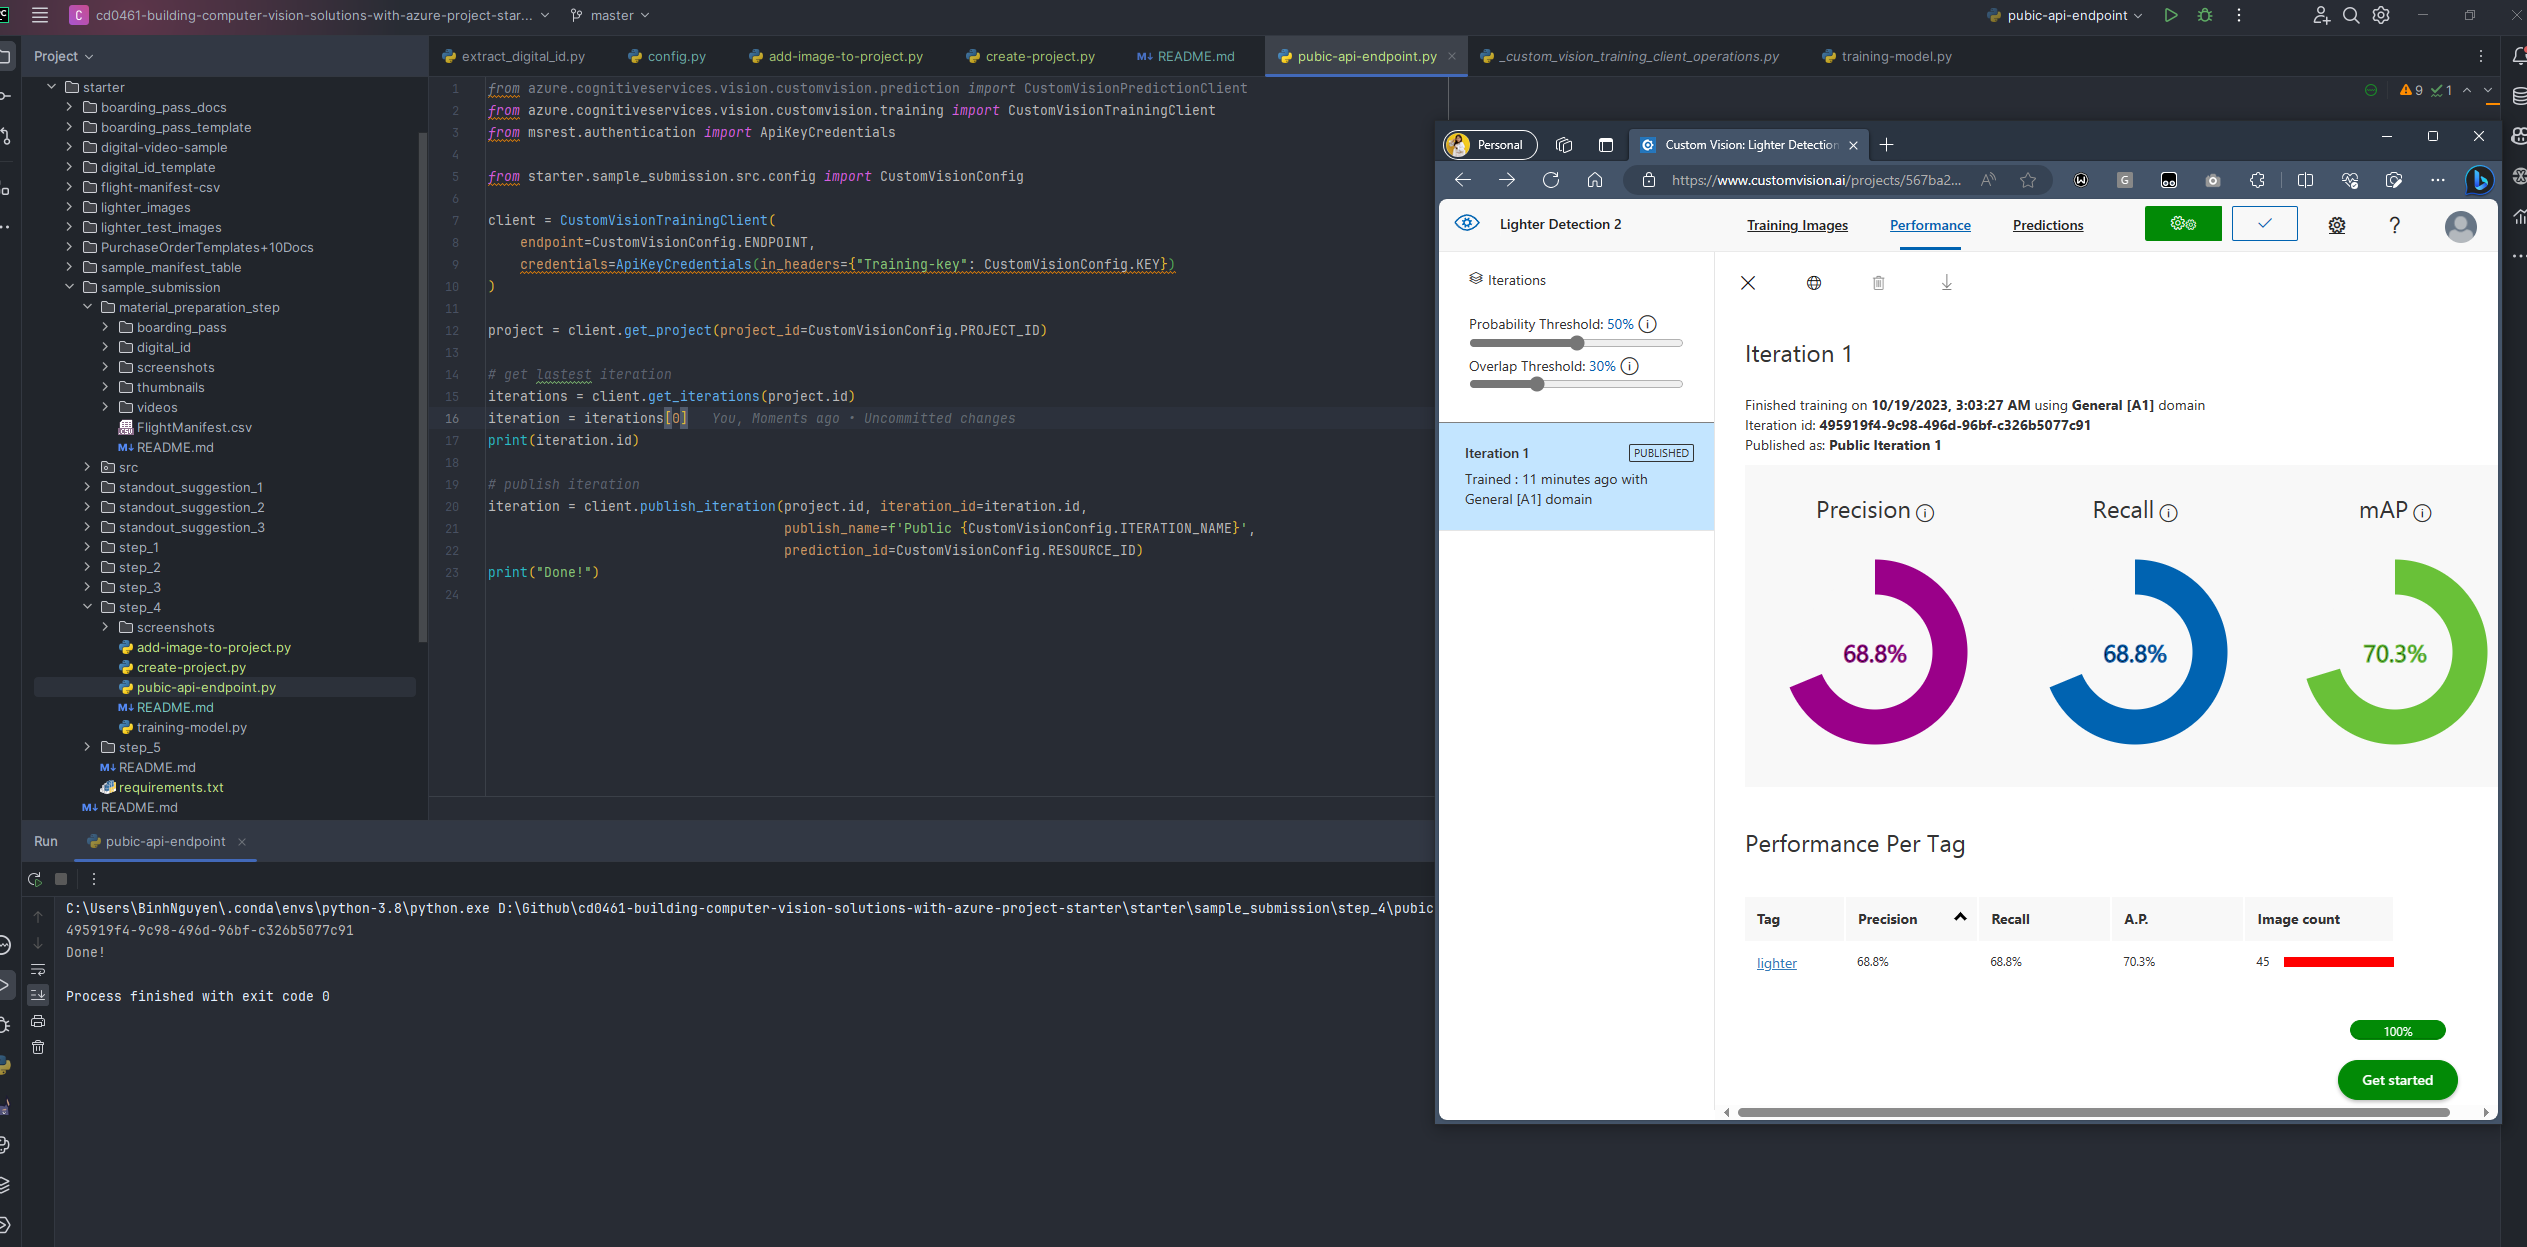 C cd0461-building-computer-vision-solutions-with-azure-project-star...
master
pubic-api-endpoint
Project
extract_digital_id.py
config.py
add-image-to-project.py
create-project.py
README.md
pubic-api-endpoint.py
_custom_vision_training_client_operations.py
training-model.py
starter
boarding_pass_docs
boarding_pass_template
digital-video-sample
digital_id_template
flight-manifest-csv
lighter_images
lighter_test_images
PurchaseOrderTemplates+10Docs
sample_manifest_table
sample_submission
material_preparation_step
boarding_pass
digital_id
screenshots
thumbnails
videos
FlightManifest.csv
README.md
src
standout_suggestion_1
standout_suggestion_2
standout_suggestion_3
step_1
step_2
step_3
step_4
screenshots
add-image-to-project.py
create-project.py
pubic-api-endpoint.py
README.md
training-model.py
step_5
README.md
requirements.txt
README.md
9 1
1 from azure.cognitiveservices.vision.customvision.prediction import CustomVisionPredictionClient
2 from azure.cognitiveservices.vision.customvision.training import CustomVisionTrainingClient
3 from msrest.authentication import ApiKeyCredentials
4
5 from starter.sample_submission.src.config import CustomVisionConfig
6
7 client = CustomVisionTrainingClient(
8 endpoint=CustomVisionConfig.ENDPOINT,
9 credentials=ApiKeyCredentials(in_headers={"Training-key": CustomVisionConfig.KEY})
10 )
11
12 project = client.get_project(project_id=CustomVisionConfig.PROJECT_ID)
13
14 # get lastest iteration
15 iterations = client.get_iterations(project.id)
16 iteration = iterations[0] You, Moments ago • Uncommitted changes
17 print(iteration.id)
18
19 # publish iteration
20 iteration = client.publish_iteration(project.id, iteration_id=iteration.id,
21 publish_name=f'Public {CustomVisionConfig.ITERATION_NAME}',
22 prediction_id=CustomVisionConfig.RESOURCE_ID)
23 print("Done!")
24
Run
pubic-api-endpoint
C:\Users\BinhNguyen\.conda\envs\python-3.8\python.exe D:\Github\cd0461-building-computer-vision-solutions-with-azure-project-starter\starter\sample_submission\step_4\pubic
495919f4-9c98-496d-96bf-c326b5077c91
Done!
Process finished with exit code 0
Personal
Custom Vision: Lighter Detection
https://www.customvision.ai/projects/567ba2...
Lighter Detection 2
Training Images
Performance
Predictions
?
Iterations
Probability Threshold: 50%
Overlap Threshold: 30%
Iteration 1
PUBLISHED
Trained : 11 minutes ago with
General [A1] domain
Iteration 1
Finished training on 10/19/2023, 3:03:27 AM using General [A1] domain
Iteration id: 495919f4-9c98-496d-96bf-c326b5077c91
Published as: Public Iteration 1
Precision
Recall
mAP
68.8%
68.8%
70.3%
Performance Per Tag
Tag Precision Recall A.P. Image count
lighter 68.8% 68.8% 70.3% 45
100%
Get started